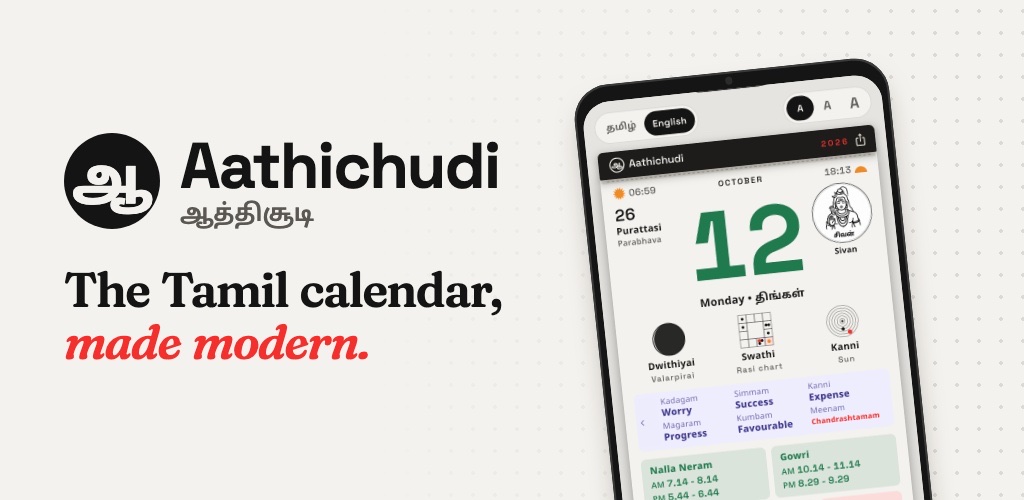 ஆ
Aathichudi
ஆத்திசூடி
The Tamil calendar,
made modern.
தமிழ் English A A A
ஆ Aathichudi 2026
06:59 OCTOBER 18:13
26
Purattasi
Parabhava
12
சிவன்
Sivan
Monday • திங்கள்
Dwithiyai
Valarpirai
Swathi
Rasi chart
Kanni
Sun
Kadagam
Worry
Simmam
Success
Kanni
Expense
Magaram
Progress
Kumbam
Favourable
Meenam
Chandrashtamam
Nalla Neram
AM 7.14 - 8.14
PM 5.44 - 6.44
Gowri
AM 10.14 - 11.14
PM 8.29 - 9.29